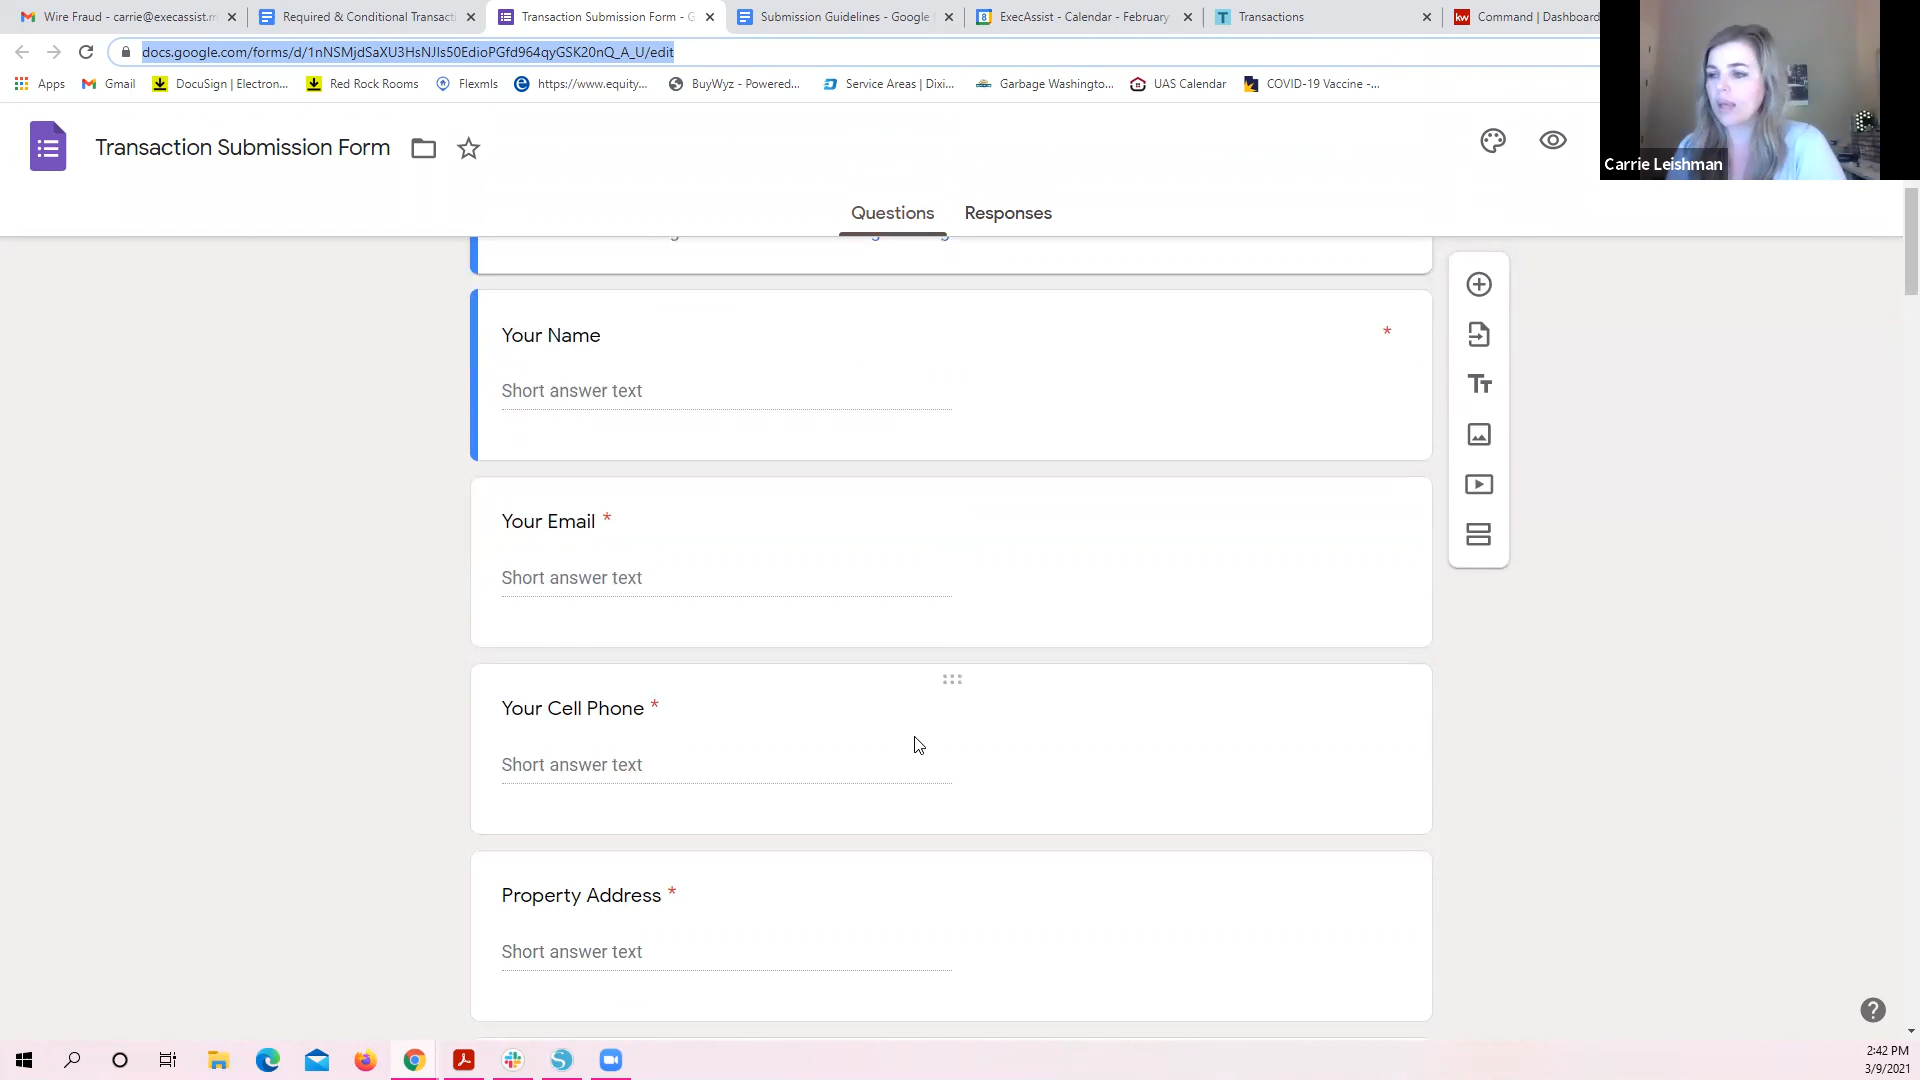 Wire Fraud - carrie@execassist.m
Required & Conditional Transacti
Transaction Submission Form - G
Submission Guidelines - Google
ExecAssist - Calendar - February
Transactions
Command | Dashboard
docs.google.com/forms/d/1nNSMjdSaXU3HsNJIs50EdioPGfd964qyGSK20nQ_A_U/edit
Apps
Gmail
DocuSign | Electron...
Red Rock Rooms
Flexmls
https://www.equity...
BuyWyz - Powered...
Service Areas | Dixi...
Garbage Washingto...
UAS Calendar
COVID-19 Vaccine -...
Carrie Leishman
Transaction Submission Form
Questions
Responses
Your Name *
Short answer text
Your Email *
Short answer text
Your Cell Phone *
Short answer text
Property Address *
Short answer text
2:42 PM
3/9/2021